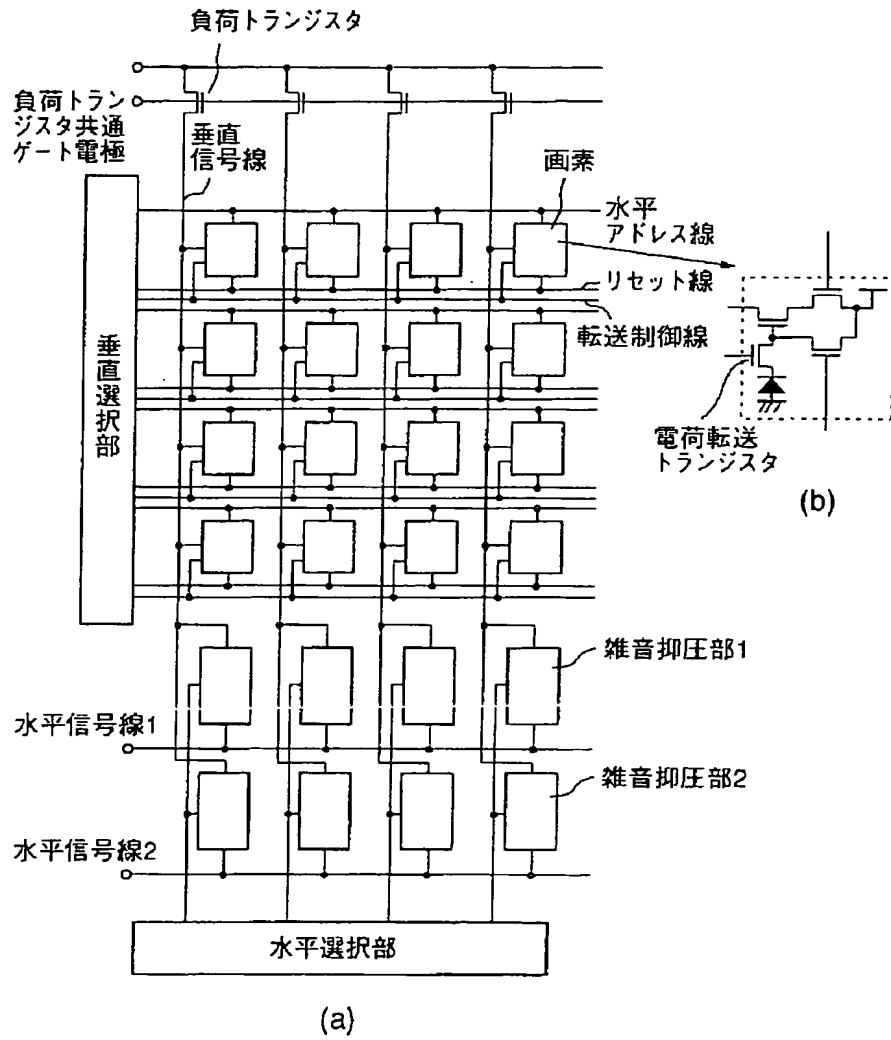 負荷トランジスタ
負荷トラン
ジスタ共通
ゲート電極
垂直
信号線
画素
水平
アドレス線
リセット線
転送制御線
垂直選択部
電荷転送
トランジスタ
(b)
雑音抑圧部1
水平信号線1
雑音抑圧部2
水平信号線2
水平選択部
(a)